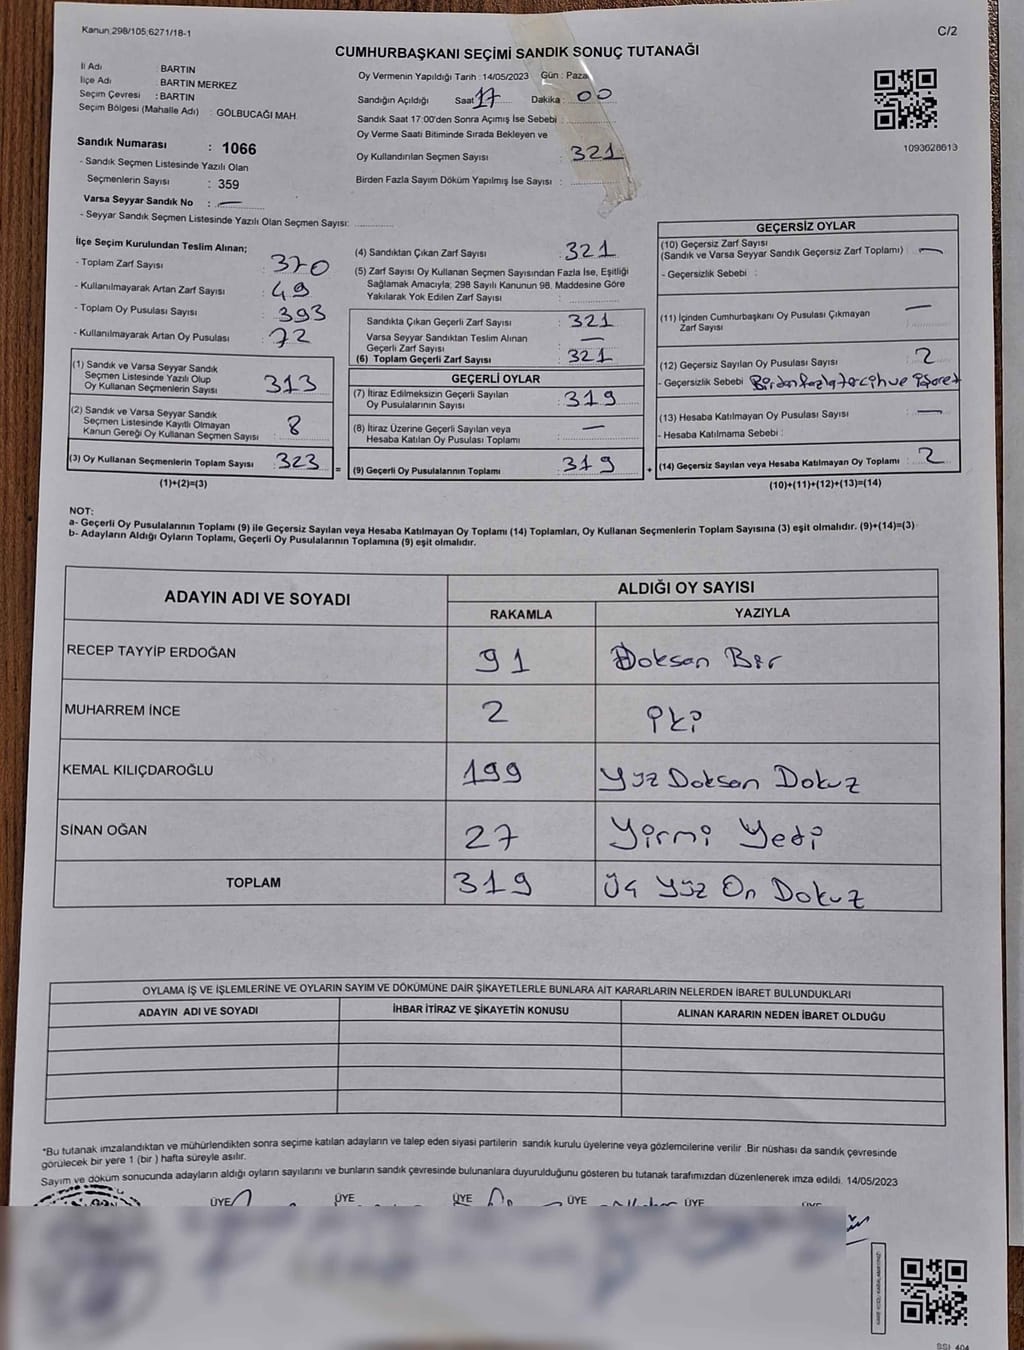 Kanun,298/105,6271/18-1
C/2
CUMHURBAŞKANI SEÇİMİ SANDIK SONUÇ TUTANAĞI
İl Adı : BARTIN
İlçe Adı : BARTIN MERKEZ
Seçim Çevresi : BARTIN
Seçim Bölgesi (Mahalle Adı) : GÖLBUCAĞI MAH.
Sandık Numarası : 1066
- Sandık Seçmen Listesinde Yazılı Olan
Seçmenlerin Sayısı : 359
Varsa Seyyar Sandık No : —
- Seyyar Sandık Seçmen Listesinde Yazılı Olan Seçmen Sayısı:
Oy Vermenin Yapıldığı Tarih : 14/05/2023 Gün : Paza
Sandığın Açıldığı Saat 17 Dakika : 00
Sandık Saat 17:00'den Sonra Açımış İse Sebebi :
Oy Verme Saati Bitiminde Sırada Bekleyen ve
Oy Kullandırılan Seçmen Sayısı : 321
Birden Fazla Sayım Döküm Yapılmış İse Sayısı :
1093628613
İlçe Seçim Kurulundan Teslim Alınan;
- Toplam Zarf Sayısı : 370
- Kullanılmayarak Artan Zarf Sayısı : 49
- Toplam Oy Pusulası Sayısı : 393
- Kullanılmayarak Artan Oy Pusulası : 72
(1) Sandık ve Varsa Seyyar Sandık
Seçmen Listesinde Yazılı Olup
Oy Kullanan Seçmenlerin Sayısı : 313
(2) Sandık ve Varsa Seyyar Sandık
Seçmen Listesinde Kayıtlı Olmayan
Kanun Gereği Oy Kullanan Seçmen Sayısı : 8
(3) Oy Kullanan Seçmenlerin Toplam Sayısı : 323
(1)+(2)=(3)
=
(4) Sandıktan Çıkan Zarf Sayısı : 321
(5) Zarf Sayısı Oy Kullanan Seçmen Sayısından Fazla İse, Eşitliği
Sağlamak Amacıyla; 298 Sayılı Kanunun 98. Maddesine Göre
Yakılarak Yok Edilen Zarf Sayısı :
Sandıkta Çıkan Geçerli Zarf Sayısı : 321
Varsa Seyyar Sandıktan Teslim Alınan
Geçerli Zarf Sayısı : —
(6) Toplam Geçerli Zarf Sayısı : 321
GEÇERLİ OYLAR
(7) İtiraz Edilmeksizin Geçerli Sayılan
Oy Pusulalarının Sayısı : 319
(8) İtiraz Üzerine Geçerli Sayılan veya
Hesaba Katılan Oy Pusulası Toplamı : —
(9) Geçerli Oy Pusulalarının Toplamı : 319
+
GEÇERSİZ OYLAR
(10) Geçersiz Zarf Sayısı
(Sandık ve Varsa Seyyar Sandık Geçersiz Zarf Toplamı) : —
- Geçersizlik Sebebi :
(11) İçinden Cumhurbaşkanı Oy Pusulası Çıkmayan
Zarf Sayısı : —
(12) Geçersiz Sayılan Oy Pusulası Sayısı : 2
- Geçersizlik Sebebi : Birden fazla tercih ve işaret
(13) Hesaba Katılmayan Oy Pusulası Sayısı : —
- Hesaba Katılmama Sebebi :
(14) Geçersiz Sayılan veya Hesaba Katılmayan Oy Toplamı : 2
(10)+(11)+(12)+(13)=(14)
NOT:
a- Geçerli Oy Pusulalarının Toplamı (9) ile Geçersiz Sayılan veya Hesaba Katılmayan Oy Toplamı (14) Toplamları, Oy Kullanan Seçmenlerin Toplam Sayısına (3) eşit olmalıdır. (9)+(14)=(3)
b- Adayların Aldığı Oyların Toplamı, Geçerli Oy Pusulalarının Toplamına (9) eşit olmalıdır.
ADAYIN ADI VE SOYADI
ALDIĞI OY SAYISI
RAKAMLA YAZIYLA
RECEP TAYYİP ERDOĞAN 91 Doksan Bir
MUHARREM İNCE 2 İki
KEMAL KILIÇDAROĞLU 199 Yüz Doksan Dokuz
SİNAN OĞAN 27 Yirmi Yedi
TOPLAM 319 Üç Yüz On Dokuz
OYLAMA İŞ VE İŞLEMLERİNE VE OYLARIN SAYIM VE DÖKÜMÜNE DAİR ŞİKAYETLERLE BUNLARA AİT KARARLARIN NELERDEN İBARET BULUNDUKLARI
ADAYIN ADI VE SOYADI İHBAR İTİRAZ VE ŞİKAYETİN KONUSU ALINAN KARARIN NEDEN İBARET OLDUĞU
*Bu tutanak imzalandıktan ve mühürlendikten sonra seçime katılan adayların ve talep eden siyasi partilerin sandık kurulu üyelerine veya gözlemcilerine verilir .Bir nüshası da sandık çevresinde
görülecek bir yere 1 (bir ) hafta süreyle asılır.
Sayım ve döküm sonucunda adayların aldığı oyların sayılarını ve bunların sandık çevresinde bulunanlara duyurulduğunu gösteren bu tutanak tarafımızdan düzenlenerek imza edildi. 14/05/2023
ÜYE ÜYE ÜYE ÜYE ÜYE